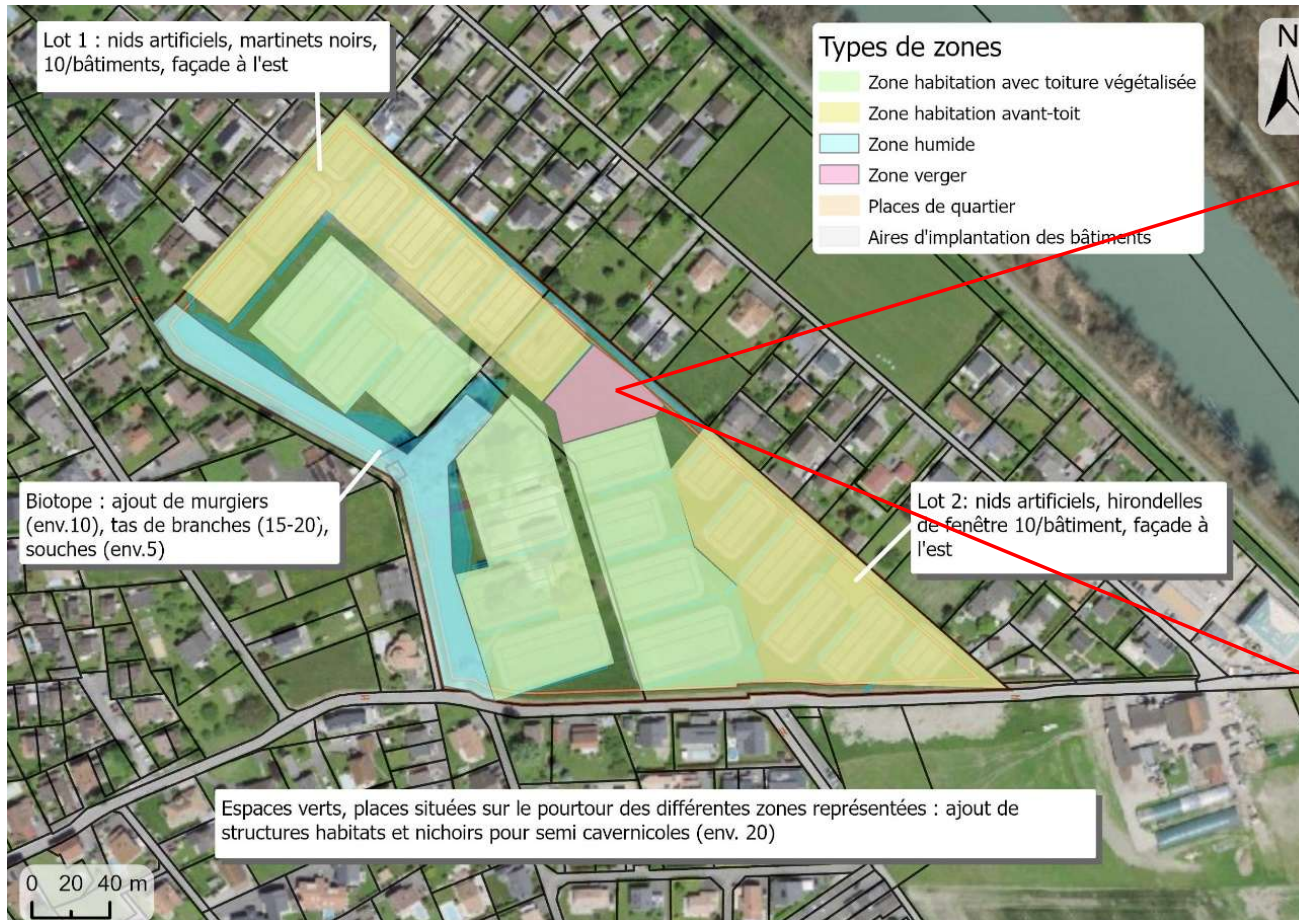 Lot 1 : nids artificiels, martinets noirs,
10/bâtiments, façade à l'est
Types de zones
Zone habitation avec toiture végétalisée
Zone habitation avant-toit
Zone humide
Zone verger
Places de quartier
Aires d'implantation des bâtiments
N
Biotope : ajout de murgiers
(env.10), tas de branches (15-20),
souches (env.5)
Lot 2: nids artificiels, hirondelles
de fenêtre 10/bâtiment, façade à
l'est
Espaces verts, places situées sur le pourtour des différentes zones représentées : ajout de
structures habitats et nichoirs pour semi cavernicoles (env. 20)
0 20 40 m